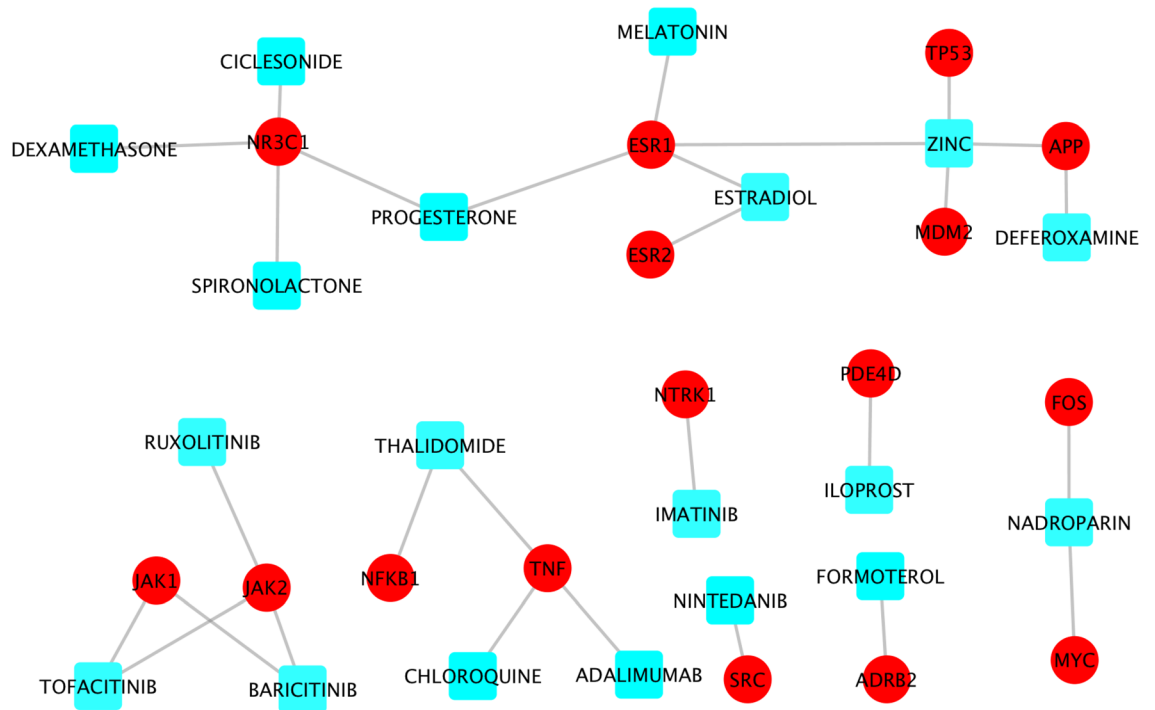 MELATONIN
CICLESONIDE
TP53
DEXAMETHASONE
NR3C1
ESR1
ZINC
APP
PROGESTERONE
ESTRADIOL
ESR2
MDM2
DEFEROXAMINE
SPIRONOLACTONE
PDE4D
NTRK1
FOS
RUXOLITINIB
THALIDOMIDE
ILOPROST
IMATINIB
NADROPARIN
JAK1
JAK2
NFKB1
TNF
FORMOTEROL
NINTEDANIB
MYC
TOFACITINIB
BARICITINIB
CHLOROQUINE
ADALIMUMAB
SRC
ADRB2